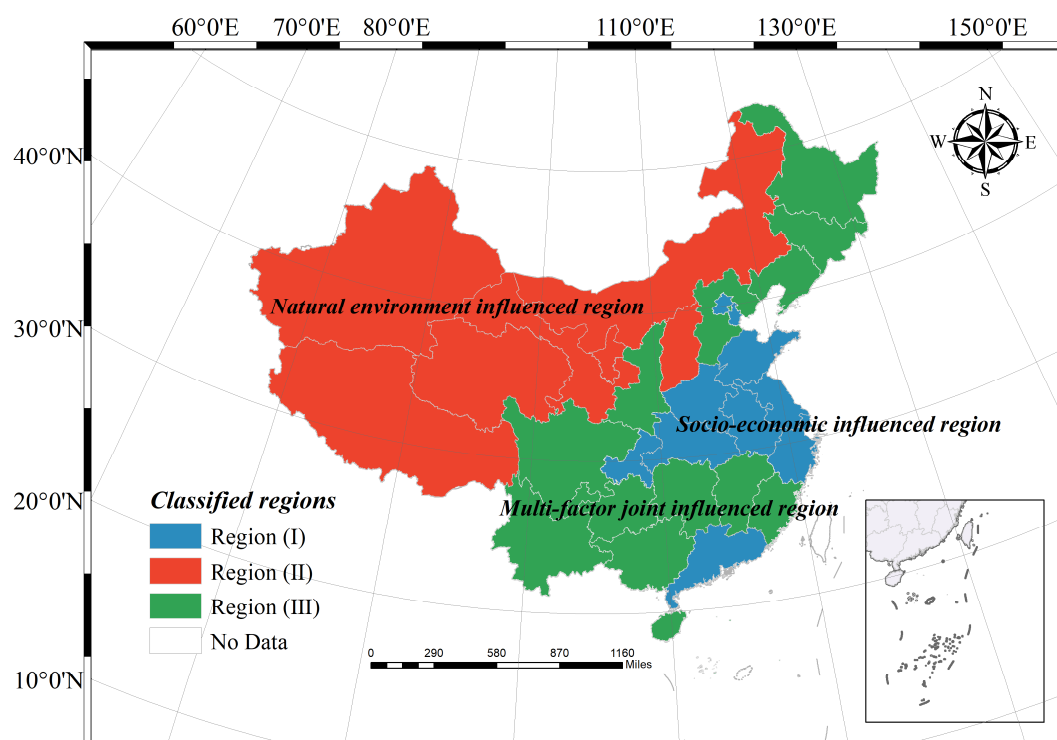 60°0'E 70°0'E 80°0'E 110°0'E 130°0'E 150°0'E
N
W E
S
40°0'N
30°0'N
20°0'N
10°0'N
Natural environment influenced region
Socio-economic influenced region
Multi-factor joint influenced region
Classified regions
Region (I)
Region (II)
Region (III)
No Data
0 290 580 870 1160
Miles